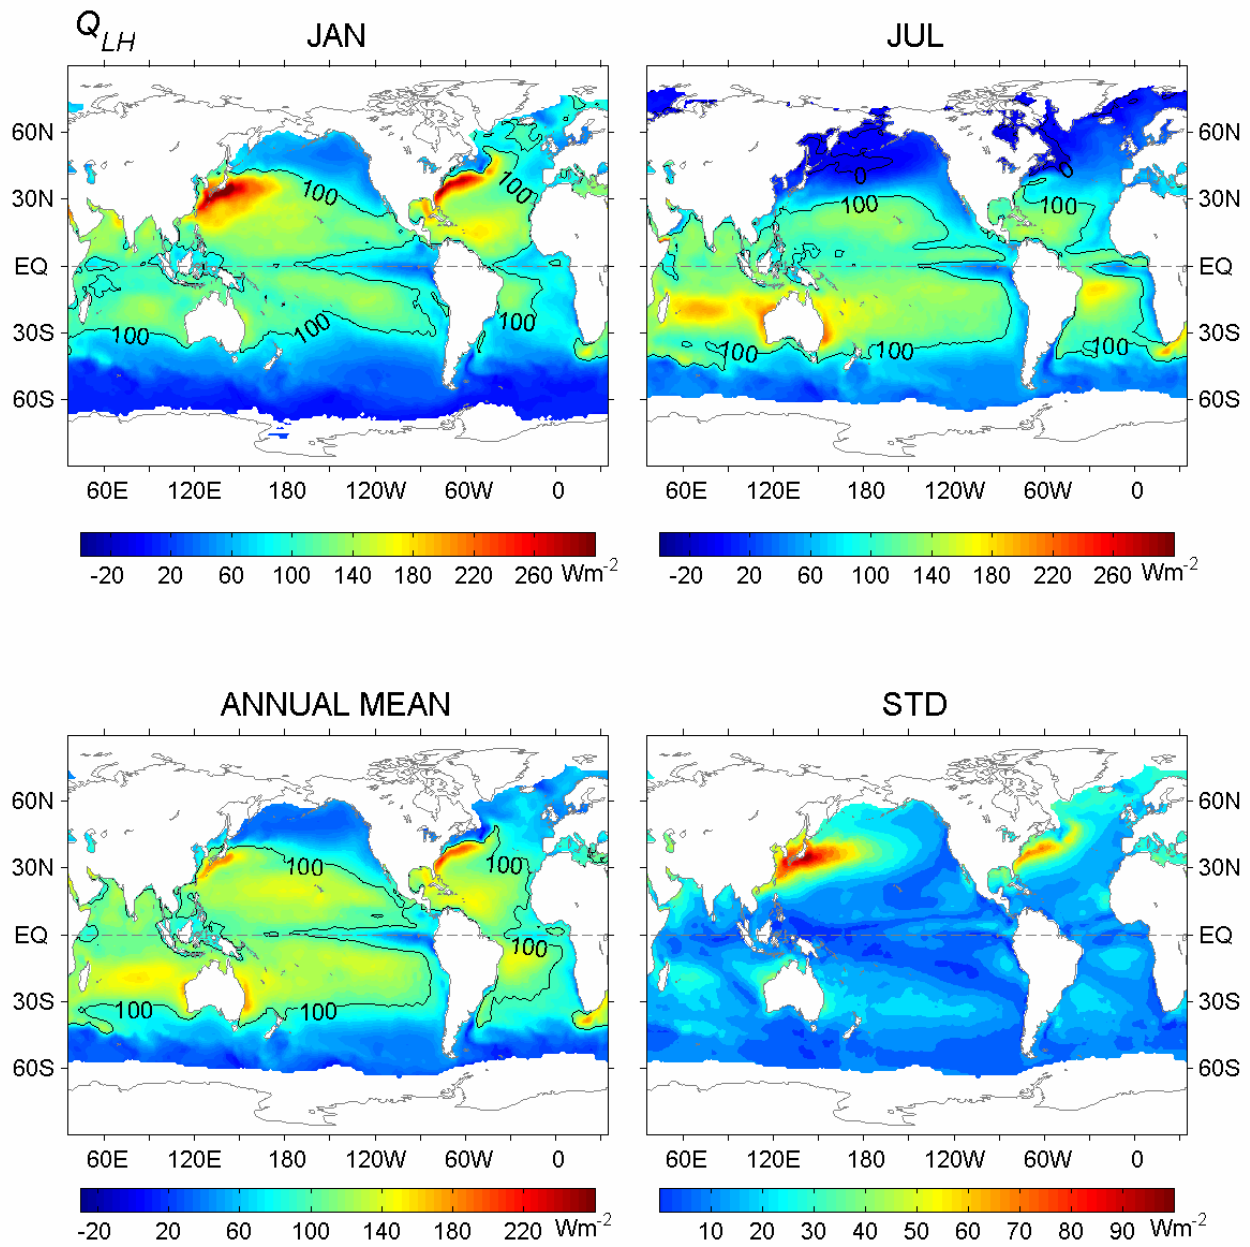 Q_LH JAN JUL
100 100 100 100 100
0 0 100 100 100 100 100
60N 60N
30N 30N
EQ EQ
30S 30S
60S 60S
60E 120E 180 120W 60W 0 60E 120E 180 120W 60W 0
-20 20 60 100 140 180 220 260 Wm-2 -20 20 60 100 140 180 220 260 Wm-2
ANNUAL MEAN STD
100 100 100 100 100
60N 60N
30N 30N
EQ EQ
30S 30S
60S 60S
60E 120E 180 120W 60W 0 60E 120E 180 120W 60W 0
-20 20 60 100 140 180 220 Wm-2 10 20 30 40 50 60 70 80 90 Wm-2